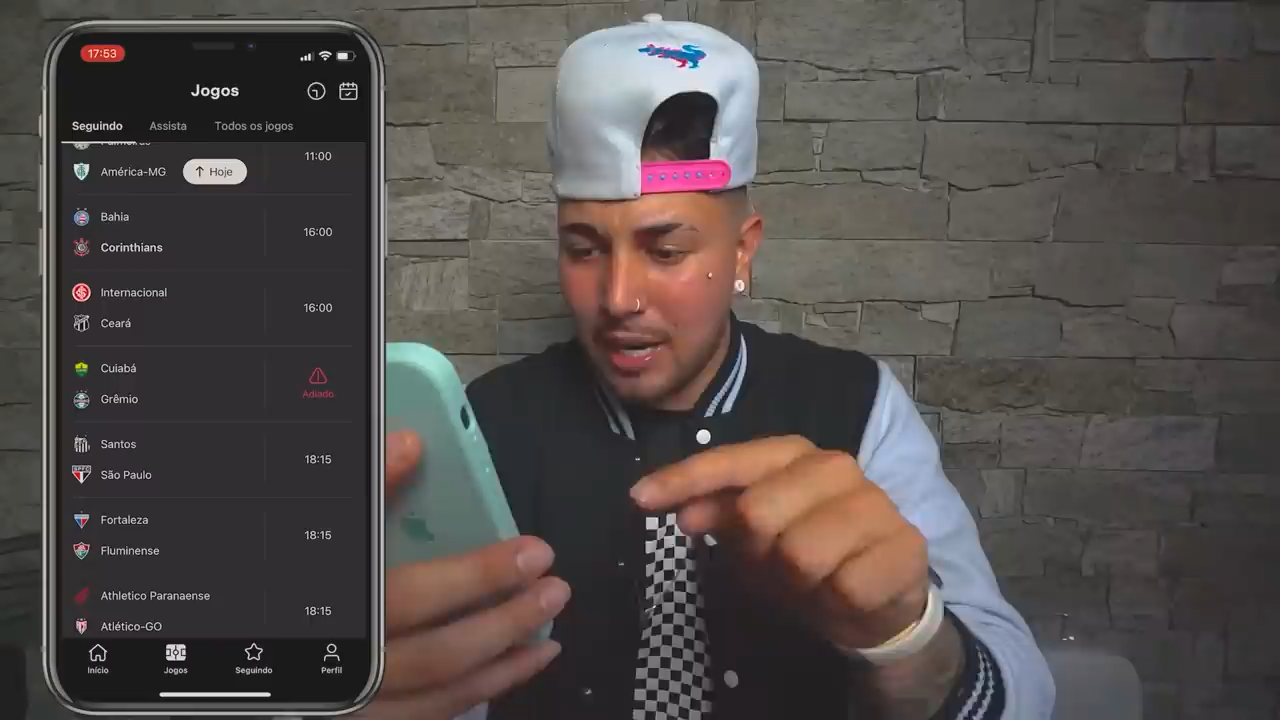 17:53
Jogos
Seguindo
Assista
Todos os jogos
Palmeiras
América-MG
11:00
↑ Hoje
Bahia
Corinthians
16:00
Internacional
Ceará
16:00
Cuiabá
Grêmio
Adiado
Santos
São Paulo
18:15
Fortaleza
Fluminense
18:15
Athletico Paranaense
Atlético-GO
18:15
Início
Jogos
Seguindo
Perfil